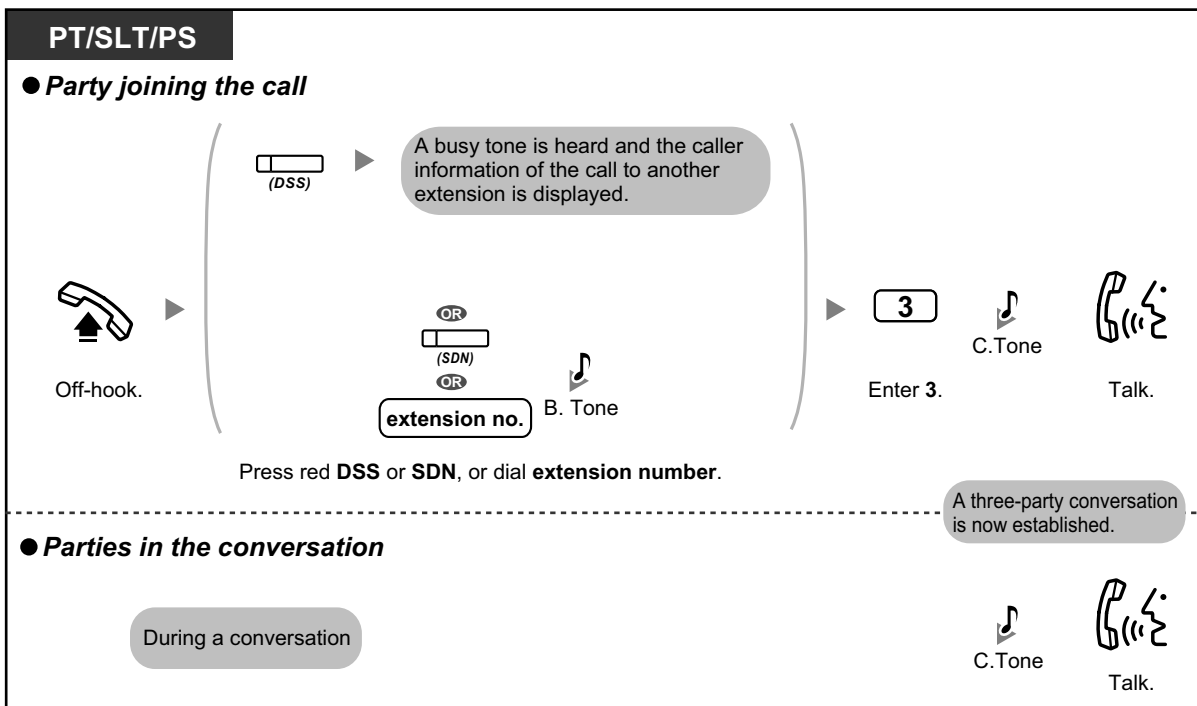 PT/SLT/PS
Party joining the call
(DSS)
A busy tone is heard and the caller
information of the call to another
extension is displayed.
OR
(SDN)
OR
extension no.
B. Tone
Off-hook.
3
C.Tone
Enter 3.
Talk.
Press red DSS or SDN, or dial extension number.
A three-party conversation
is now established.
Parties in the conversation
During a conversation
C.Tone
Talk.